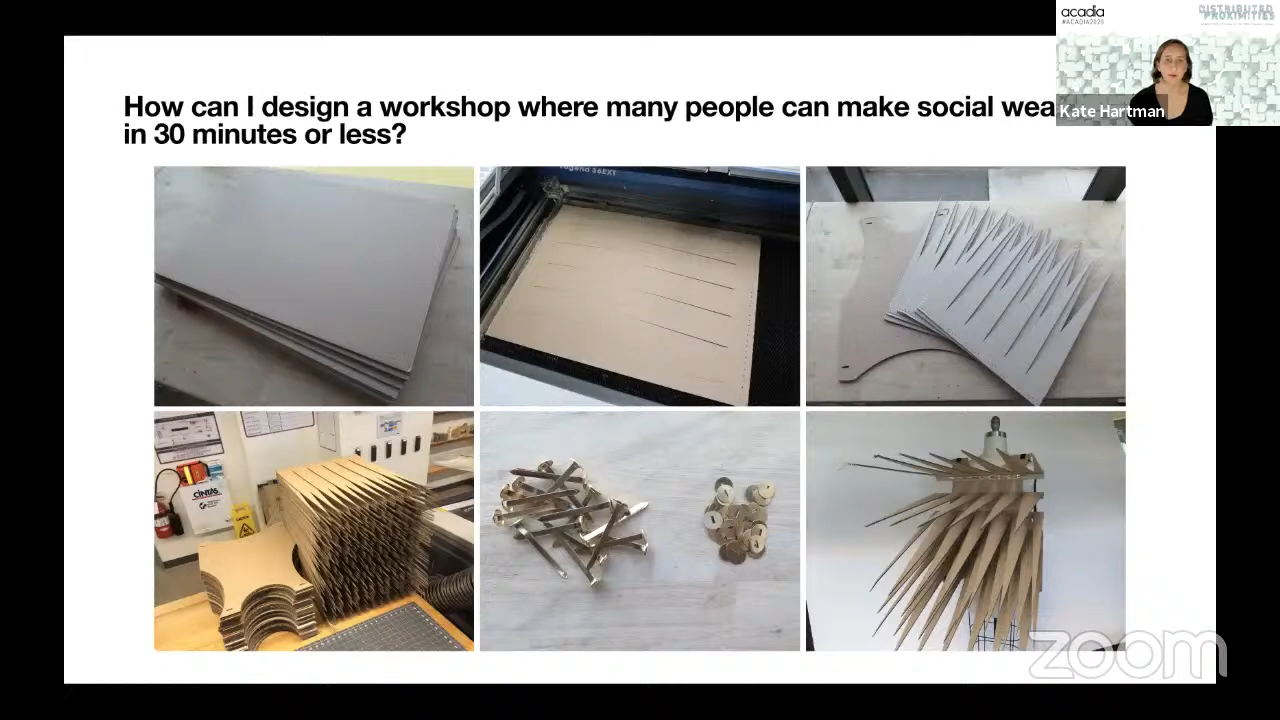 acadia
#ACADIA2020
DISTRIBUTED
PROXIMITIES
Kate Hartman
How can I design a workshop where many people can make social wea
in 30 minutes or less?
Legend 36EXT
CINTAS
zoom